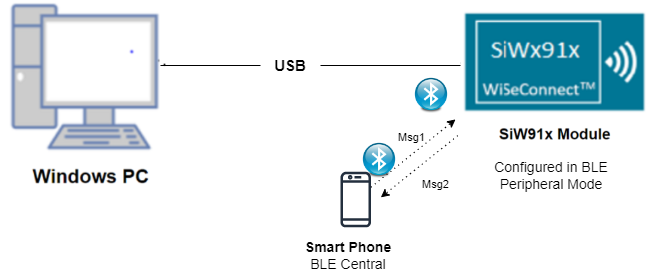 SiWx91x
WiSeConnect™
USB
Msg1
Msg2
Windows PC
SiW91x Module
Configured in BLE
Peripheral Mode
Smart Phone
BLE Central